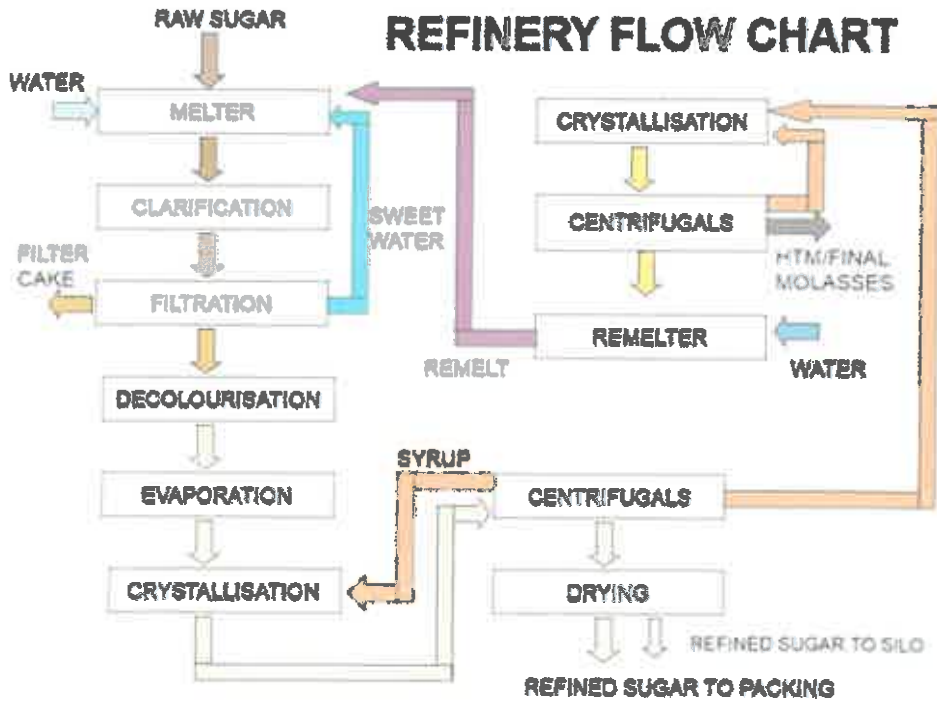 REFINERY FLOW CHART
RAW SUGAR
WATER
MELTER
CLARIFICATION
SWEET
WATER
FILTER
CAKE
FILTRATION
DECOLOURISATION
EVAPORATION
CRYSTALLISATION
CRYSTALLISATION
CENTRIFUGALS
HTM/FINAL
MOLASSES
REMELTER
REMELT
WATER
SYRUP
CENTRIFUGALS
DRYING
REFINED SUGAR TO SILO
REFINED SUGAR TO PACKING